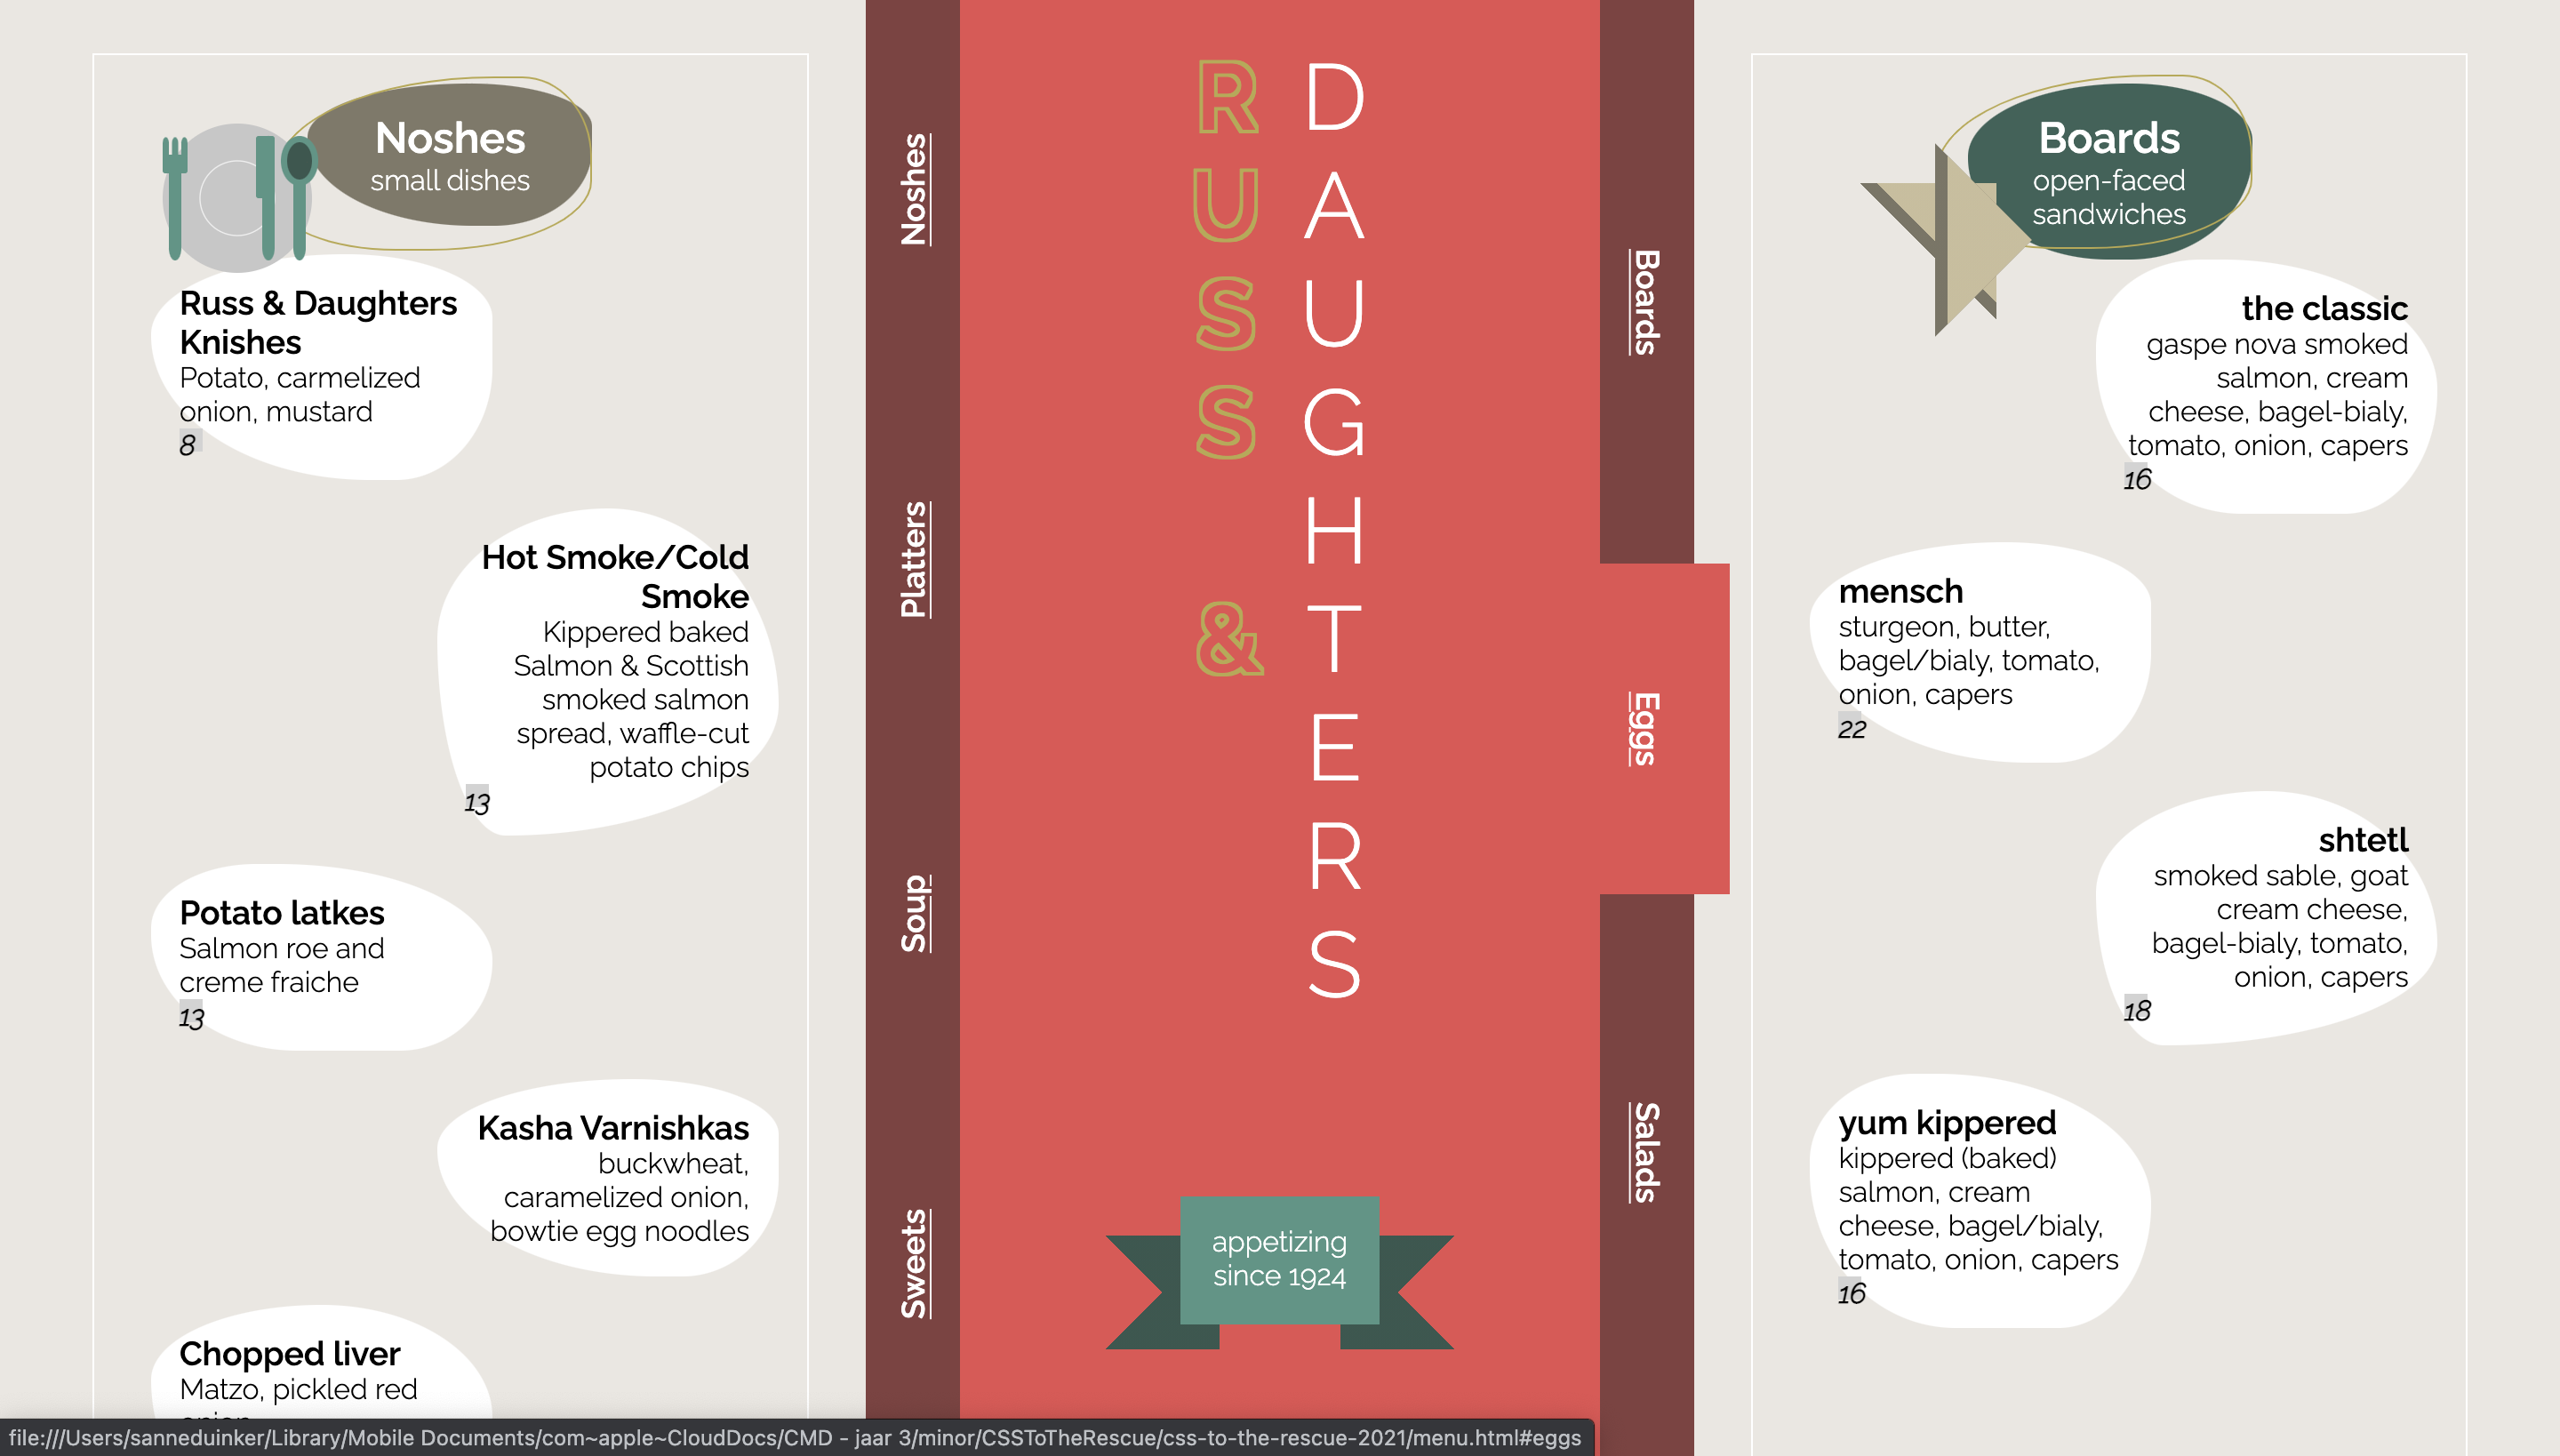 Noshes
small dishes
Russ & Daughters
Knishes
Potato, carmelized
onion, mustard
8
Hot Smoke/Cold
Smoke
Kippered baked
Salmon & Scottish
smoked salmon
spread, waffle-cut
potato chips
13
Potato latkes
Salmon roe and
creme fraiche
13
Kasha Varnishkas
buckwheat,
caramelized onion,
bowtie egg noodles
Chopped liver
Matzo, pickled red
Noshes
Platters
Soup
Sweets
RUSS &
DAUGHTERS
appetizing
since 1924
Boards
Eggs
Salads
Boards
open-faced
sandwiches
the classic
gaspe nova smoked
salmon, cream
cheese, bagel-bialy,
tomato, onion, capers
16
mensch
sturgeon, butter,
bagel/bialy, tomato,
onion, capers
22
shtetl
smoked sable, goat
cream cheese,
bagel-bialy, tomato,
onion, capers
18
yum kippered
kippered (baked)
salmon, cream
cheese, bagel/bialy,
tomato, onion, capers
16
file:///Users/sanneduinker/Library/Mobile Documents/com~apple~CloudDocs/CMD - jaar 3/minor/CSSToTheRescue/css-to-the-rescue-2021/menu.html#eggs